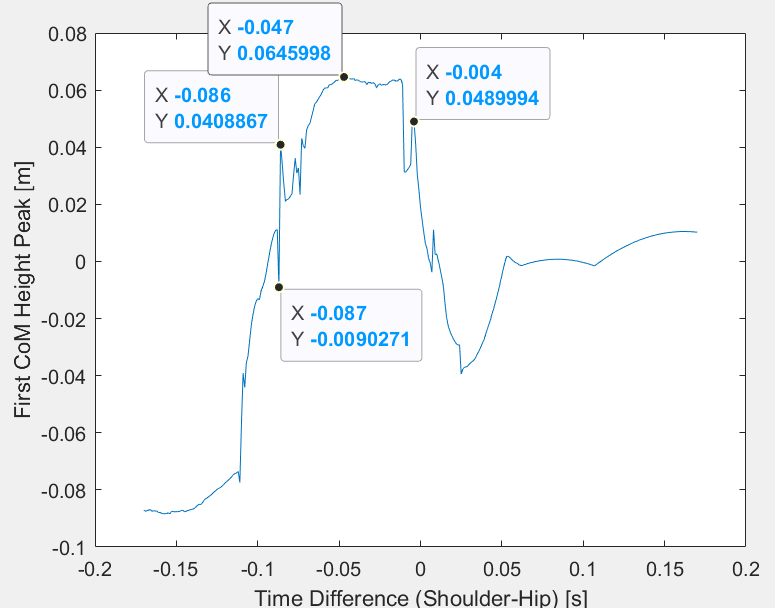 X -0.047
Y 0.0645998
X -0.086
Y 0.0408867
X -0.004
Y 0.0489994
X -0.087
Y -0.0090271
0.08
0.06
0.04
0.02
0
-0.02
-0.04
-0.06
-0.08
-0.1
-0.2
-0.15
-0.1
-0.05
0
0.05
0.1
0.15
0.2
First CoM Height Peak [m]
Time Difference (Shoulder-Hip) [s]